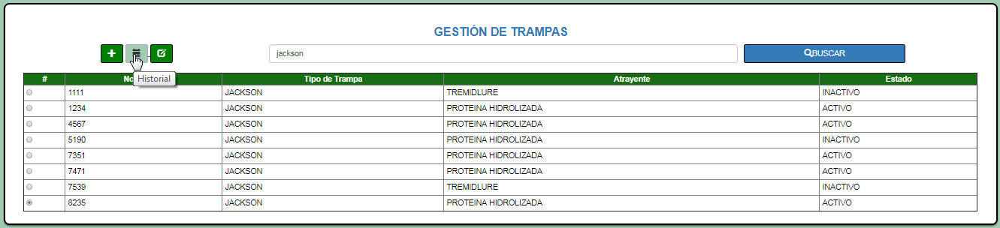 GESTIÓN DE TRAMPAS
jackson BUSCAR
Historial
# No Tipo de Trampa Atrayente Estado
1111 JACKSON TREMIDLURE INACTIVO
1234 JACKSON PROTEINA HIDROLIZADA ACTIVO
4567 JACKSON PROTEINA HIDROLIZADA ACTIVO
5190 JACKSON PROTEINA HIDROLIZADA INACTIVO
7351 JACKSON PROTEINA HIDROLIZADA ACTIVO
7471 JACKSON PROTEINA HIDROLIZADA ACTIVO
7539 JACKSON TREMIDLURE INACTIVO
8235 JACKSON PROTEINA HIDROLIZADA ACTIVO